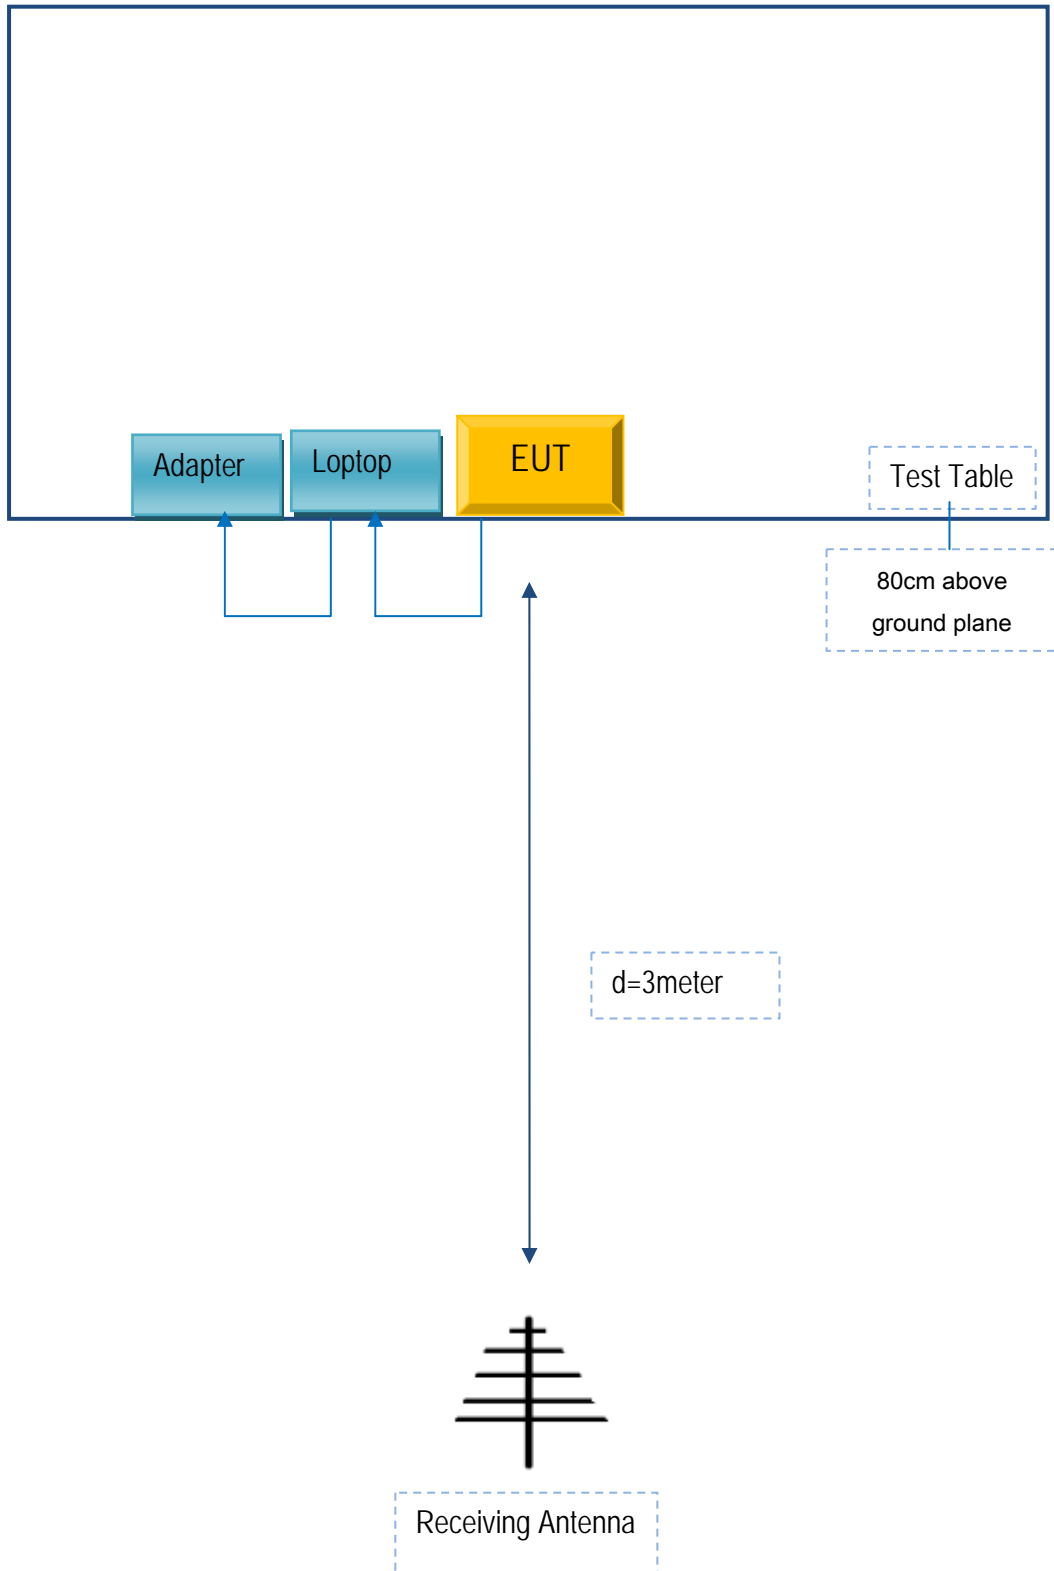 Adapter
Loptop
EUT
Test Table
80cm above
ground plane
d=3meter
Receiving Antenna